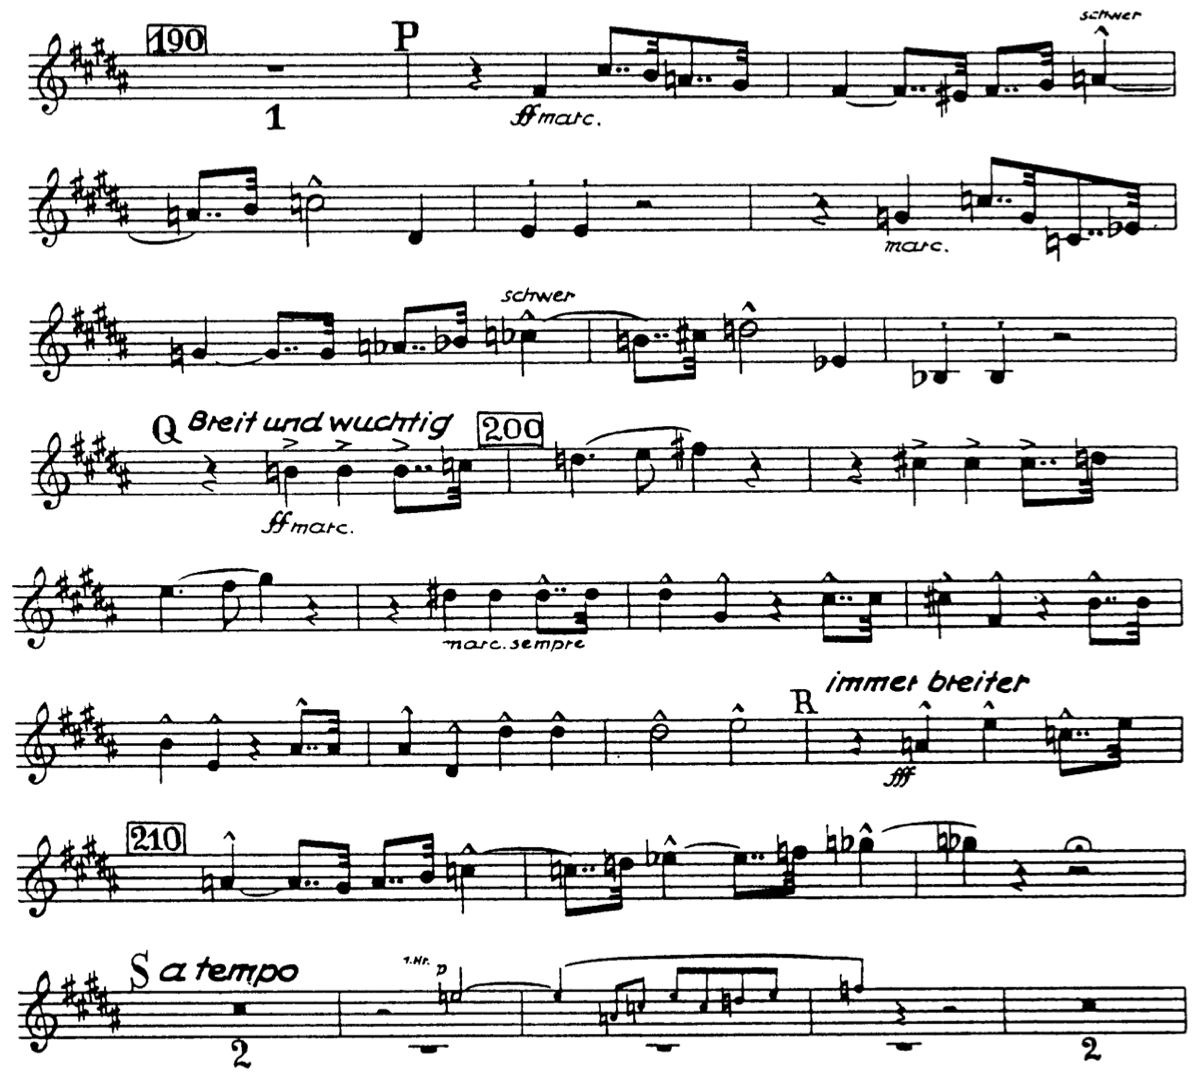 schwer
190 P
1 ff marc.
marc.
schwer
Q Breit und wuchtig 200
ff marc.
marc. sempre
R immer breiter
fff
210
S a tempo 1. Hr. p
2 2